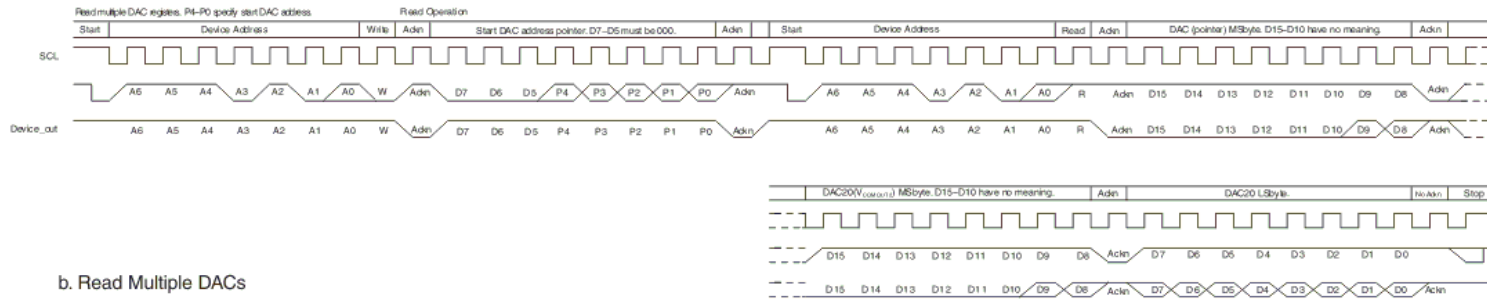 Read multiple DAC registers. P4–P0 specify start DAC address. Read Operation
Start Device Address Write Ackn Start DAC address pointer. D7–D5 must be 000. Ackn Start Device Address Read Ackn DAC (pointer) MSbyte. D15–D10 have no meaning. Ackn
SCL
A6 A5 A4 A3 A2 A1 A0 W Ackn D7 D6 D5 P4 P3 P2 P1 P0 Ackn A6 A5 A4 A3 A2 A1 A0 R Ackn D15 D14 D13 D12 D11 D10 D9 D8 Ackn
Device_out A6 A5 A4 A3 A2 A1 A0 W Ackn D7 D6 D5 P4 P3 P2 P1 P0 Ackn A6 A5 A4 A3 A2 A1 A0 R Ackn D15 D14 D13 D12 D11 D10 D9 D8 Ackn
DAC20(VCOMOUT2) MSbyte. D15–D10 have no meaning. Ackn DAC20 LSbyte. No Ackn Stop
D15 D14 D13 D12 D11 D10 D9 D8 Ackn D7 D6 D5 D4 D3 D2 D1 D0
D15 D14 D13 D12 D11 D10 D9 D8 Ackn D7 D6 D5 D4 D3 D2 D1 D0 Ackn
b. Read Multiple DACs